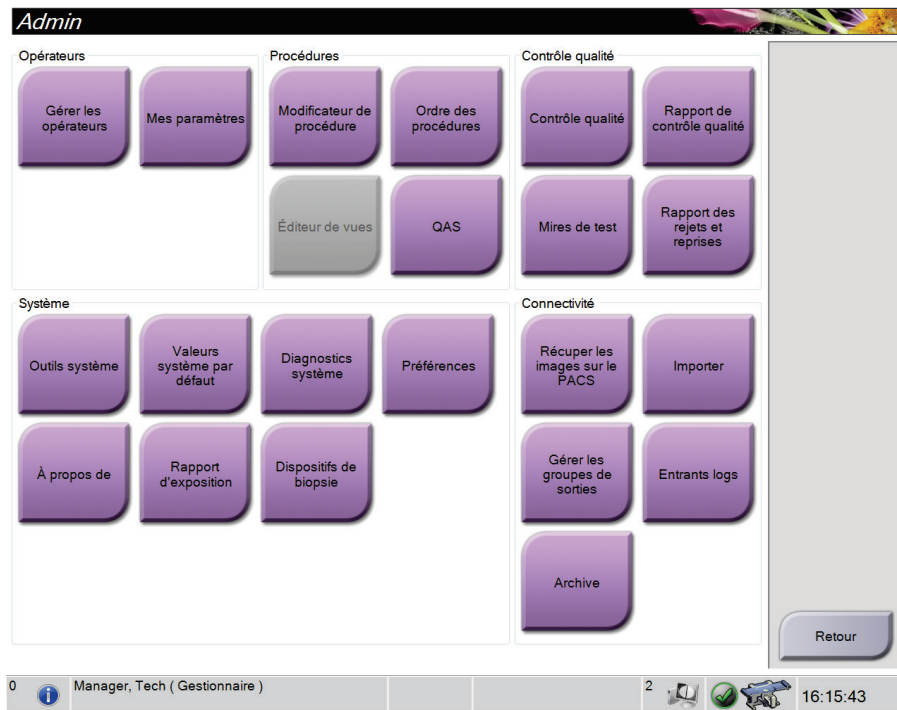 Admin
Opérateurs
Gérer les
opérateurs
Mes paramètres
Procédures
Modificateur de
procédure
Ordre des
procédures
Éditeur de vues
QAS
Contrôle qualité
Contrôle qualité
Rapport de
contrôle qualité
Mires de test
Rapport des
rejets et
reprises
Système
Outils système
Valeurs
système par
défaut
Diagnostics
système
Préférences
À propos de
Rapport
d'exposition
Dispositifs de
biopsie
Connectivité
Récuper les
images sur le
PACS
Importer
Gérer les
groupes de
sorties
Entrants logs
Archive
Retour
0
Manager, Tech ( Gestionnaire )
2
16:15:43